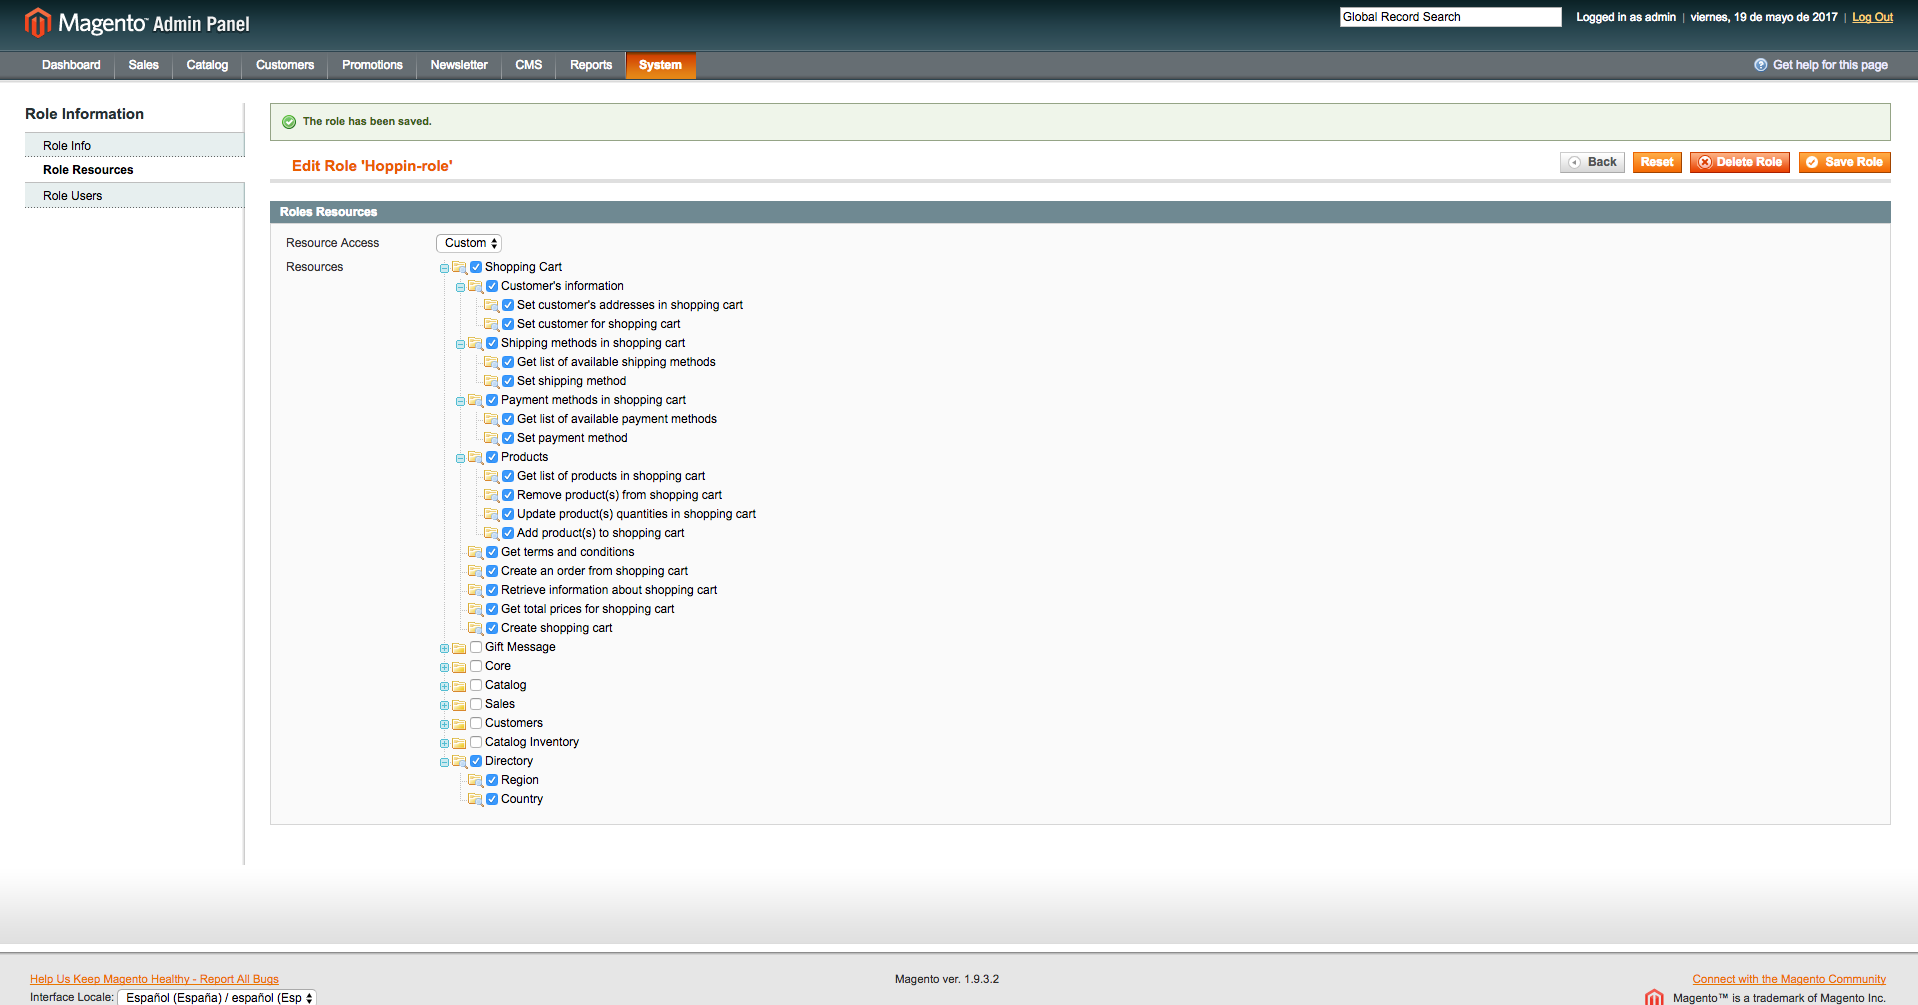 Magento™ Admin Panel
Global Record Search
Logged in as admin | viernes, 19 de mayo de 2017 | Log Out
Dashboard Sales Catalog Customers Promotions Newsletter CMS Reports System
Get help for this page
Role Information
Role Info
Role Resources
Role Users
The role has been saved.
Edit Role 'Hoppin-role'
Back Reset Delete Role Save Role
Roles Resources
Resource Access Custom
Resources
Shopping Cart
Customer's information
Set customer's addresses in shopping cart
Set customer for shopping cart
Shipping methods in shopping cart
Get list of available shipping methods
Set shipping method
Payment methods in shopping cart
Get list of available payment methods
Set payment method
Products
Get list of products in shopping cart
Remove product(s) from shopping cart
Update product(s) quantities in shopping cart
Add product(s) to shopping cart
Get terms and conditions
Create an order from shopping cart
Retrieve information about shopping cart
Get total prices for shopping cart
Create shopping cart
Gift Message
Core
Catalog
Sales
Customers
Catalog Inventory
Directory
Region
Country
Help Us Keep Magento Healthy - Report All Bugs
Interface Locale: Español (España) / español (Esp
Magento ver. 1.9.3.2
Connect with the Magento Community
Magento™ is a trademark of Magento Inc.